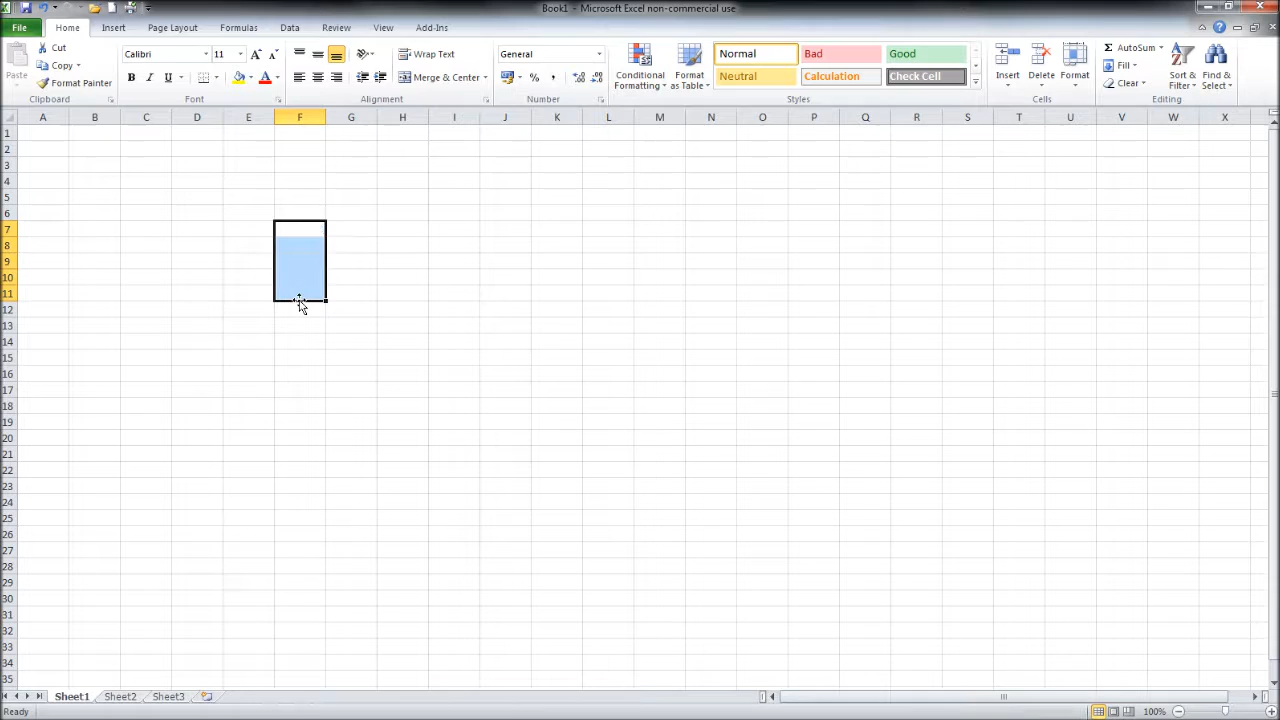 Book1 - Microsoft Excel non-commercial use
File Home Insert Page Layout Formulas Data Review View Add-Ins
Paste Cut Copy Format Painter Clipboard
Calibri 11 A A B I U A Font
Wrap Text Merge & Center Alignment
General $ % , .0 .00 .00 .0 Number
Conditional Formatting Format as Table
Normal Bad Good
Neutral Calculation Check Cell
Styles
Insert Delete Format Cells
Σ AutoSum Fill Clear Sort & Filter Find & Select Editing
A B C D E F G H I J K L M N O P Q R S T U V W X
1
2
3
4
5
6
7
8
9
10
11
12
13
14
15
16
17
18
19
20
21
22
23
24
25
26
27
28
29
30
31
32
33
34
35
Sheet1 Sheet2 Sheet3
Ready 100%